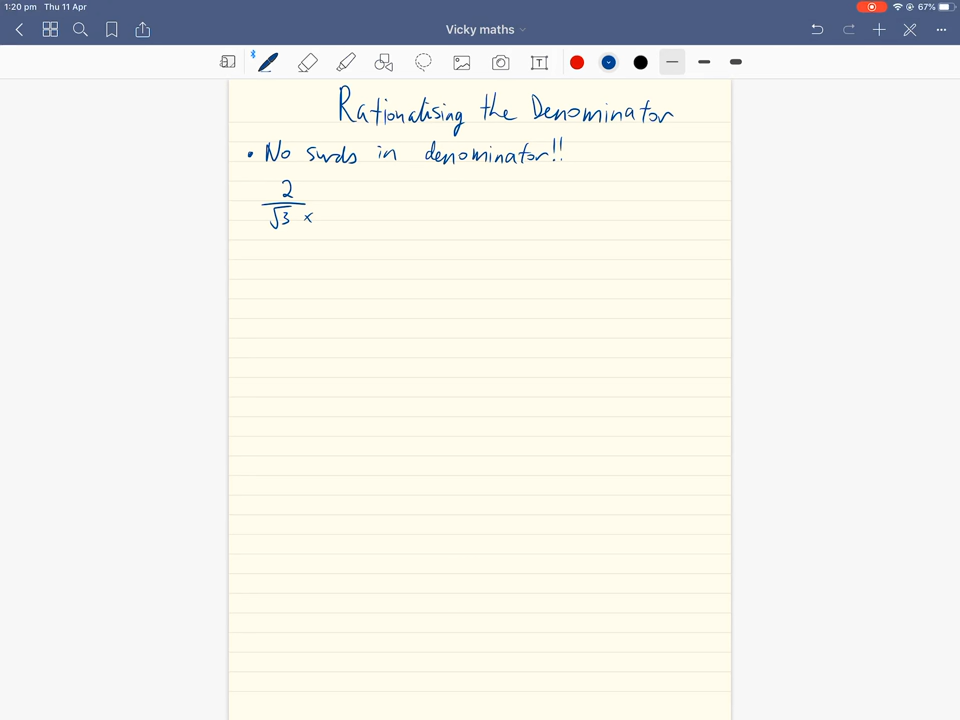 1:20 pm Thu 11 Apr 67%
Vicky maths
T
Rationalising the Denominator
• No surds in denominator!!
2
√3 ×